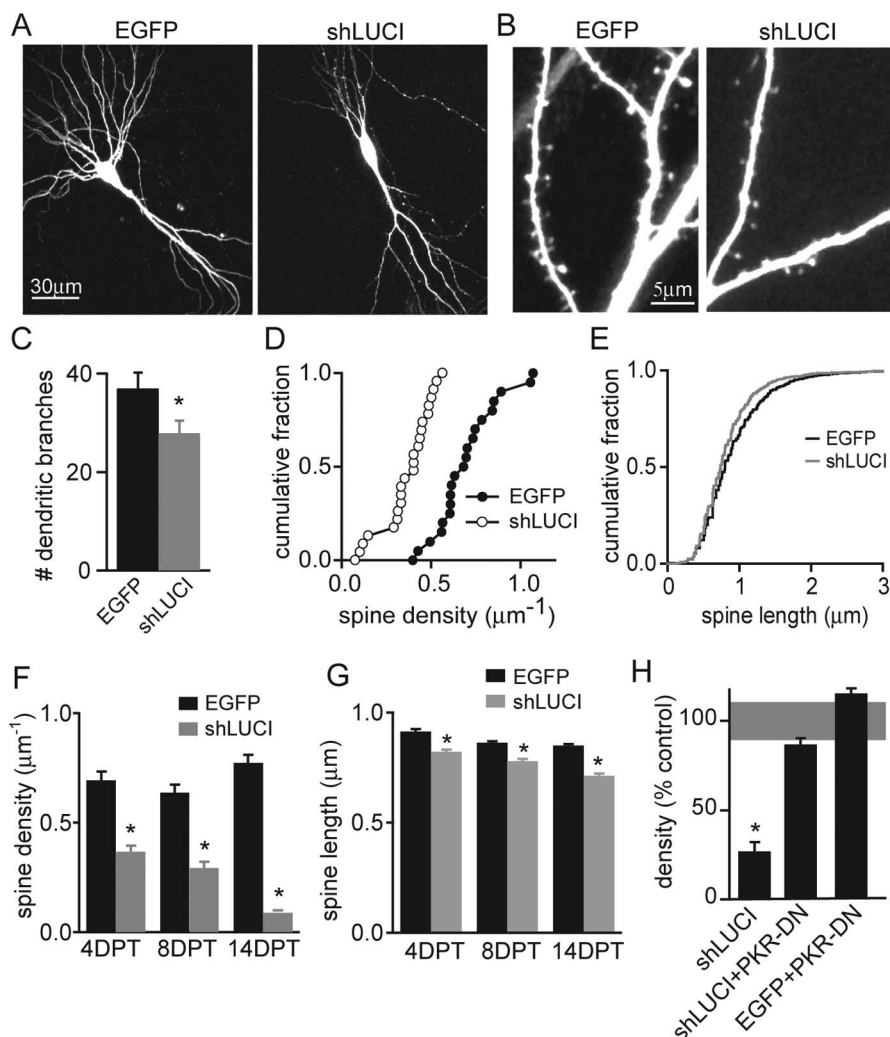 A
EGFP
shLUCI
30μm
B
EGFP
shLUCI
5μm
C
# dendritic branches
40
20
0
*
EGFP
shLUCI
D
cumulative fraction
1.0
0.5
0.0
0.0
0.5
1.0
EGFP
shLUCI
spine density (μm⁻¹)
E
cumulative fraction
1.0
0.5
0.0
0
1
2
3
EGFP
shLUCI
spine length (μm)
F
EGFP
shLUCI
spine density (μm⁻¹)
1.0
0.5
0.0
*
*
*
4DPT
8DPT
14DPT
G
EGFP
shLUCI
spine length (μm)
1.0
0.5
0.0
*
*
*
4DPT
8DPT
14DPT
H
density (% control)
100
50
0
*
shLUCI
shLUCI+PKR-DN
EGFP+PKR-DN